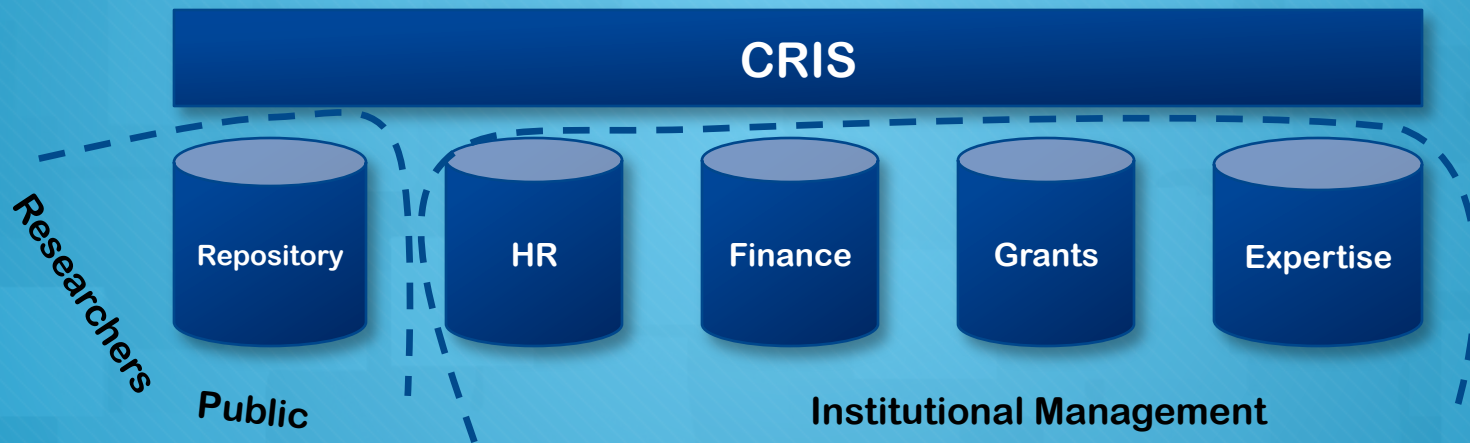 CRIS
Repository
HR
Finance
Grants
Expertise
Researchers
Public
Institutional Management